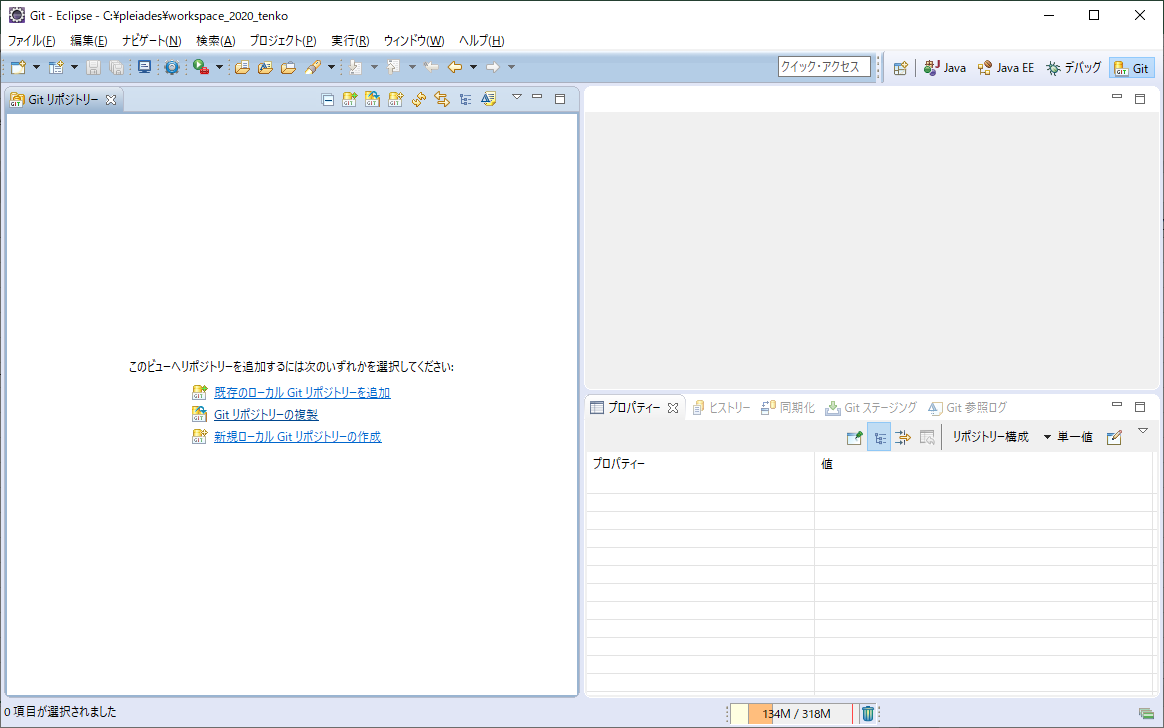 Git - Eclipse - C:¥pleiades¥workspace_2020_tenko
ファイル(F) 編集(E) ナビゲート(N) 検索(A) プロジェクト(P) 実行(R) ウィンドウ(W) ヘルプ(H)
クイック・アクセス Java Java EE デバッグ Git
Git リポジトリー
このビューへリポジトリーを追加するには次のいずれかを選択してください:
既存のローカル Git リポジトリーを追加
Git リポジトリーの複製
新規ローカル Git リポジトリーの作成
プロパティー ヒストリー 同期化 Git ステージング Git 参照ログ
リポジトリー構成 単一値
プロパティー 値
0 項目が選択されました 134M / 318M